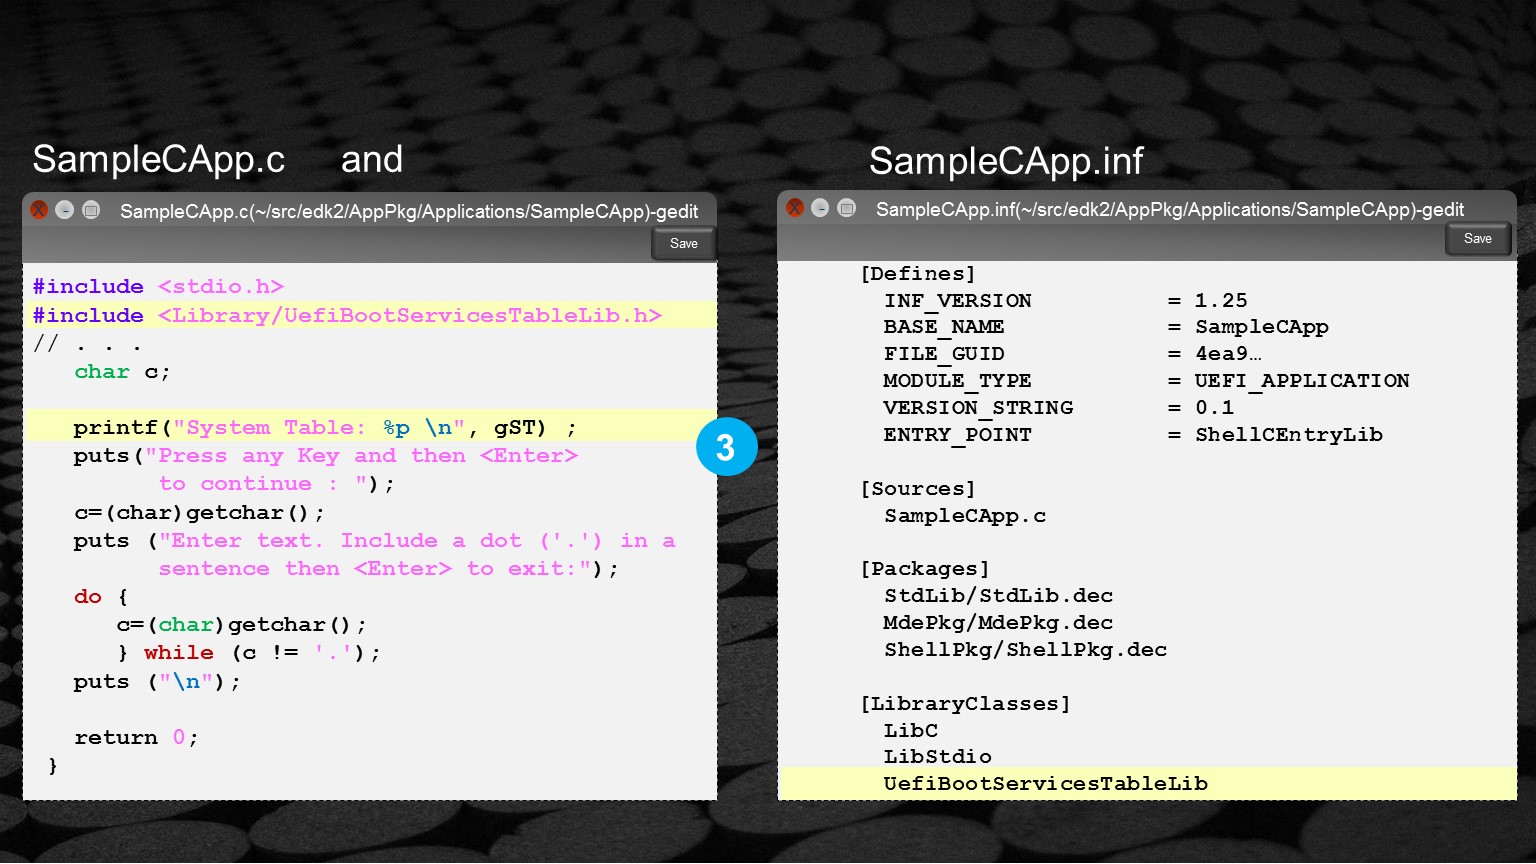 SampleCApp.c and
SampleCApp.inf
X - SampleCApp.c(~/src/edk2/AppPkg/Applications/SampleCApp)-gedit
Save
#include <stdio.h>
#include <Library/UefiBootServicesTableLib.h>
// . . .
char c;
printf("System Table: %p \n", gST) ;
puts("Press any Key and then <Enter>
to continue : ");
c=(char)getchar();
puts ("Enter text. Include a dot ('.') in a
sentence then <Enter> to exit:");
do {
c=(char)getchar();
} while (c != '.');
puts ("\n");
return 0;
}
3
X - SampleCApp.inf(~/src/edk2/AppPkg/Applications/SampleCApp)-gedit
Save
[Defines]
INF_VERSION = 1.25
BASE_NAME = SampleCApp
FILE_GUID = 4ea9…
MODULE_TYPE = UEFI_APPLICATION
VERSION_STRING = 0.1
ENTRY_POINT = ShellCEntryLib
[Sources]
SampleCApp.c
[Packages]
StdLib/StdLib.dec
MdePkg/MdePkg.dec
ShellPkg/ShellPkg.dec
[LibraryClasses]
LibC
LibStdio
UefiBootServicesTableLib